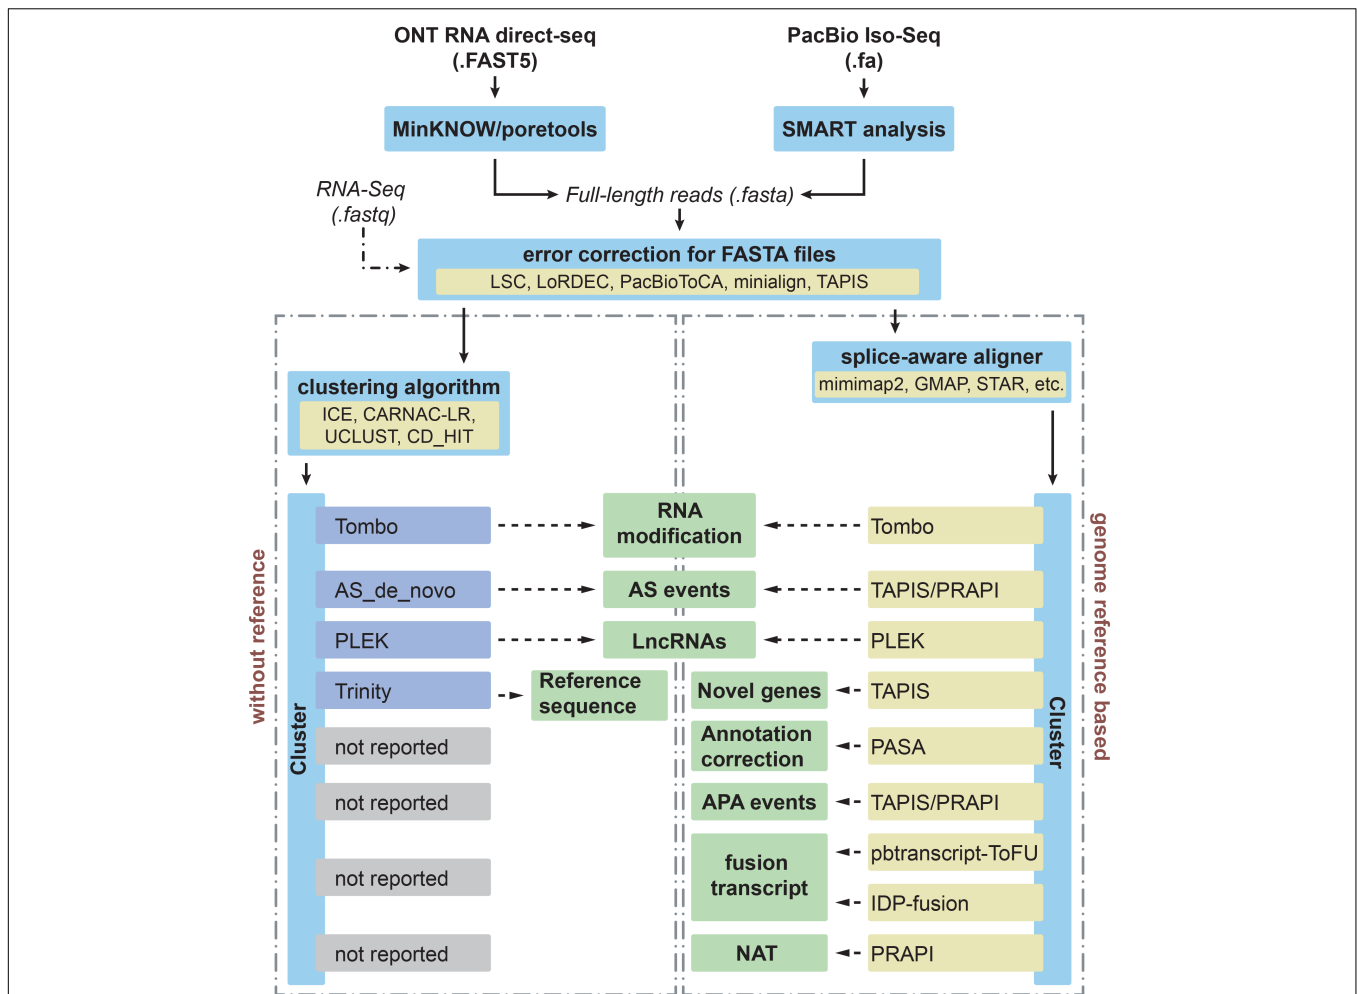 ONT RNA direct-seq
(.FAST5)
PacBio Iso-Seq
(.fa)
MinKNOW/poretools
SMART analysis
RNA-Seq
(.fastq)
Full-length reads (.fasta)
error correction for FASTA files
LSC, LoRDEC, PacBioToCA, minialign, TAPIS
clustering algorithm
ICE, CARNAC-LR,
UCLUST, CD_HIT
splice-aware aligner
mimimap2, GMAP, STAR, etc.
without reference
Cluster
Tombo
RNA
modification
Tombo
AS_de_novo
AS events
TAPIS/PRAPI
PLEK
LncRNAs
PLEK
Trinity
Reference
sequence
Novel genes
TAPIS
not reported
Annotation
correction
PASA
not reported
APA events
TAPIS/PRAPI
not reported
fusion
transcript
pbtranscript-ToFU
IDP-fusion
not reported
NAT
PRAPI
Cluster
genome reference based